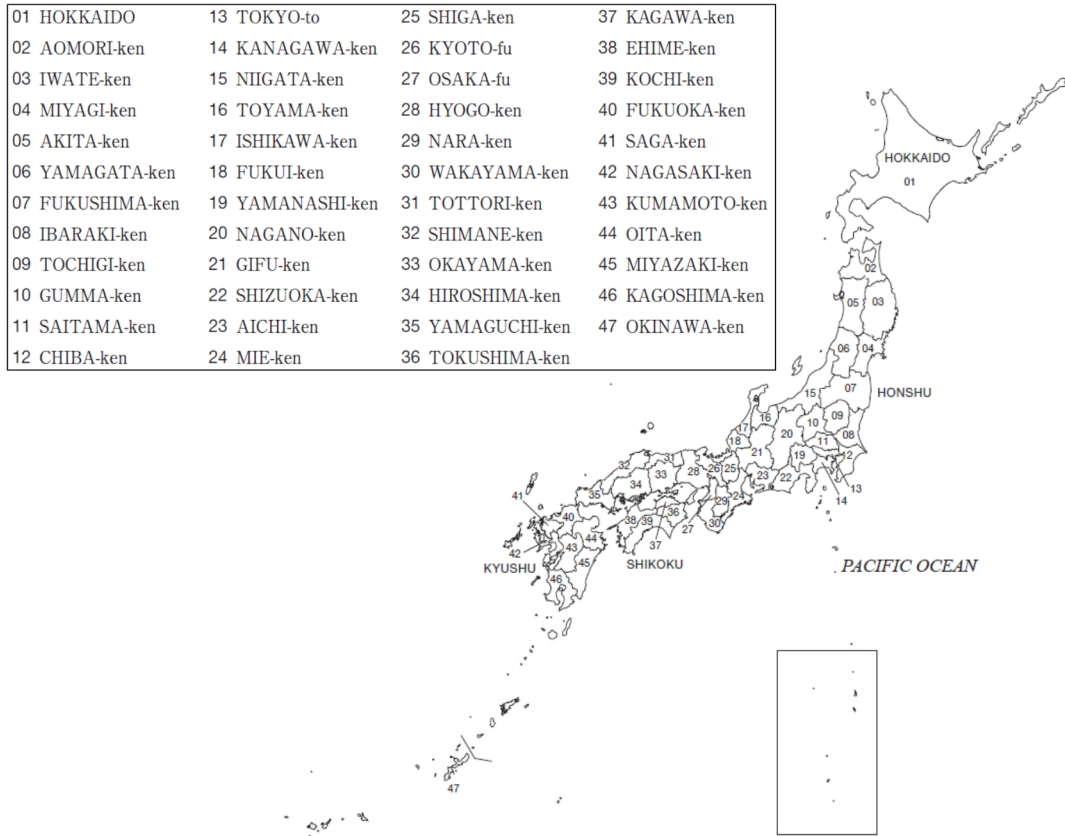 01 HOKKAIDO
02 AOMORI-ken
03 IWATE-ken
04 MIYAGI-ken
05 AKITA-ken
06 YAMAGATA-ken
07 FUKUSHIMA-ken
08 IBARAKI-ken
09 TOCHIGI-ken
10 GUMMA-ken
11 SAITAMA-ken
12 CHIBA-ken
13 TOKYO-to
14 KANAGAWA-ken
15 NIIGATA-ken
16 TOYAMA-ken
17 ISHIKAWA-ken
18 FUKUI-ken
19 YAMANASHI-ken
20 NAGANO-ken
21 GIFU-ken
22 SHIZUOKA-ken
23 AICHI-ken
24 MIE-ken
25 SHIGA-ken
26 KYOTO-fu
27 OSAKA-fu
28 HYOGO-ken
29 NARA-ken
30 WAKAYAMA-ken
31 TOTTORI-ken
32 SHIMANE-ken
33 OKAYAMA-ken
34 HIROSHIMA-ken
35 YAMAGUCHI-ken
36 TOKUSHIMA-ken
37 KAGAWA-ken
38 EHIME-ken
39 KOCHI-ken
40 FUKUOKA-ken
41 SAGA-ken
42 NAGASAKI-ken
43 KUMAMOTO-ken
44 OITA-ken
45 MIYAZAKI-ken
46 KAGOSHIMA-ken
47 OKINAWA-ken
HOKKAIDO
01
02
05
03
06
04
07
HONSHU
15
09
10
16
17
20
08
11
18
21
19
12
32
31
33
28
26
25
23
22
13
14
34
35
29
24
41
40
38
39
36
27
30
44
42
43
37
45
KYUSHU
SHIKOKU
46
PACIFIC OCEAN
47